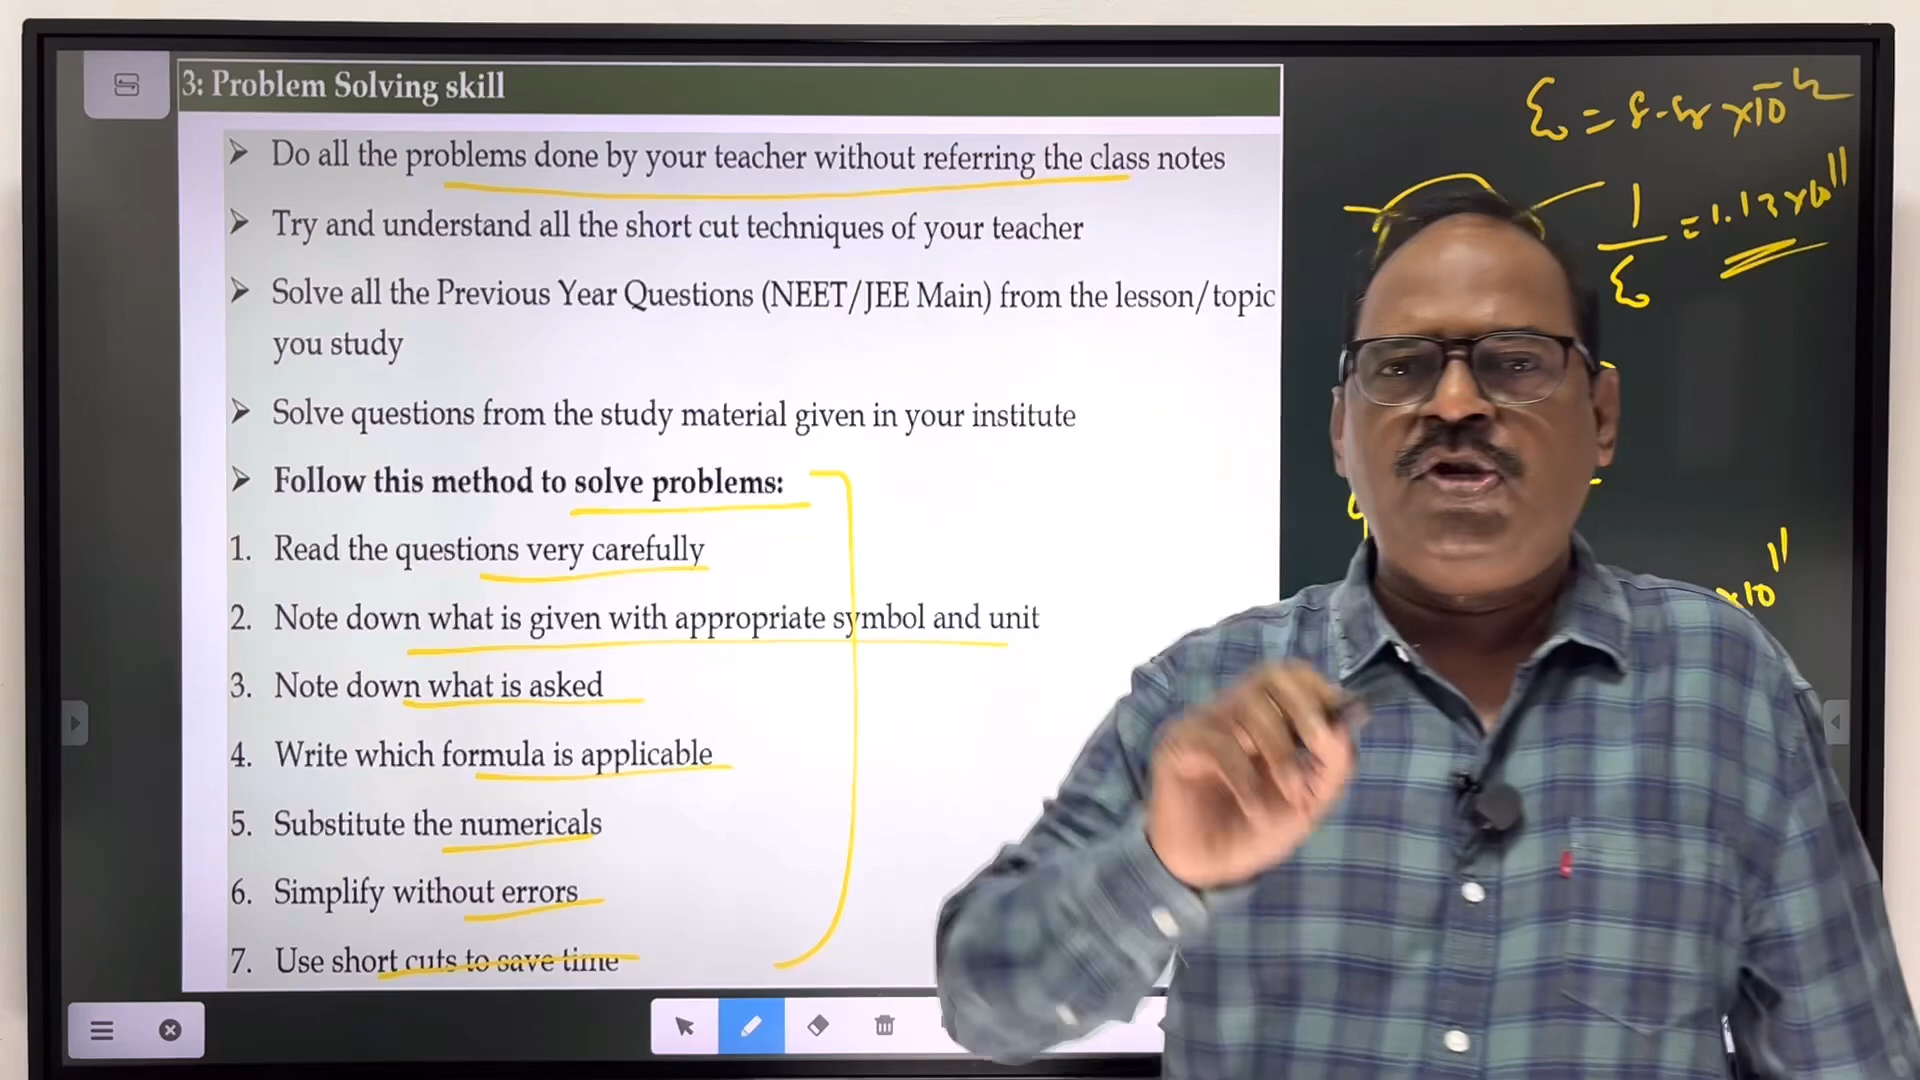 3: Problem Solving skill
➤ Do all the problems done by your teacher without referring the class notes
➤ Try and understand all the short cut techniques of your teacher
➤ Solve all the Previous Year Questions (NEET/JEE Main) from the lesson/topic
you study
➤ Solve questions from the study material given in your institute
➤ Follow this method to solve problems:
1. Read the questions very carefully
2. Note down what is given with appropriate symbol and unit
3. Note down what is asked
4. Write which formula is applicable
5. Substitute the numericals
6. Simplify without errors
7. Use short cuts to save time
1/ε₀ = 1.13×10¹¹
×10¹¹